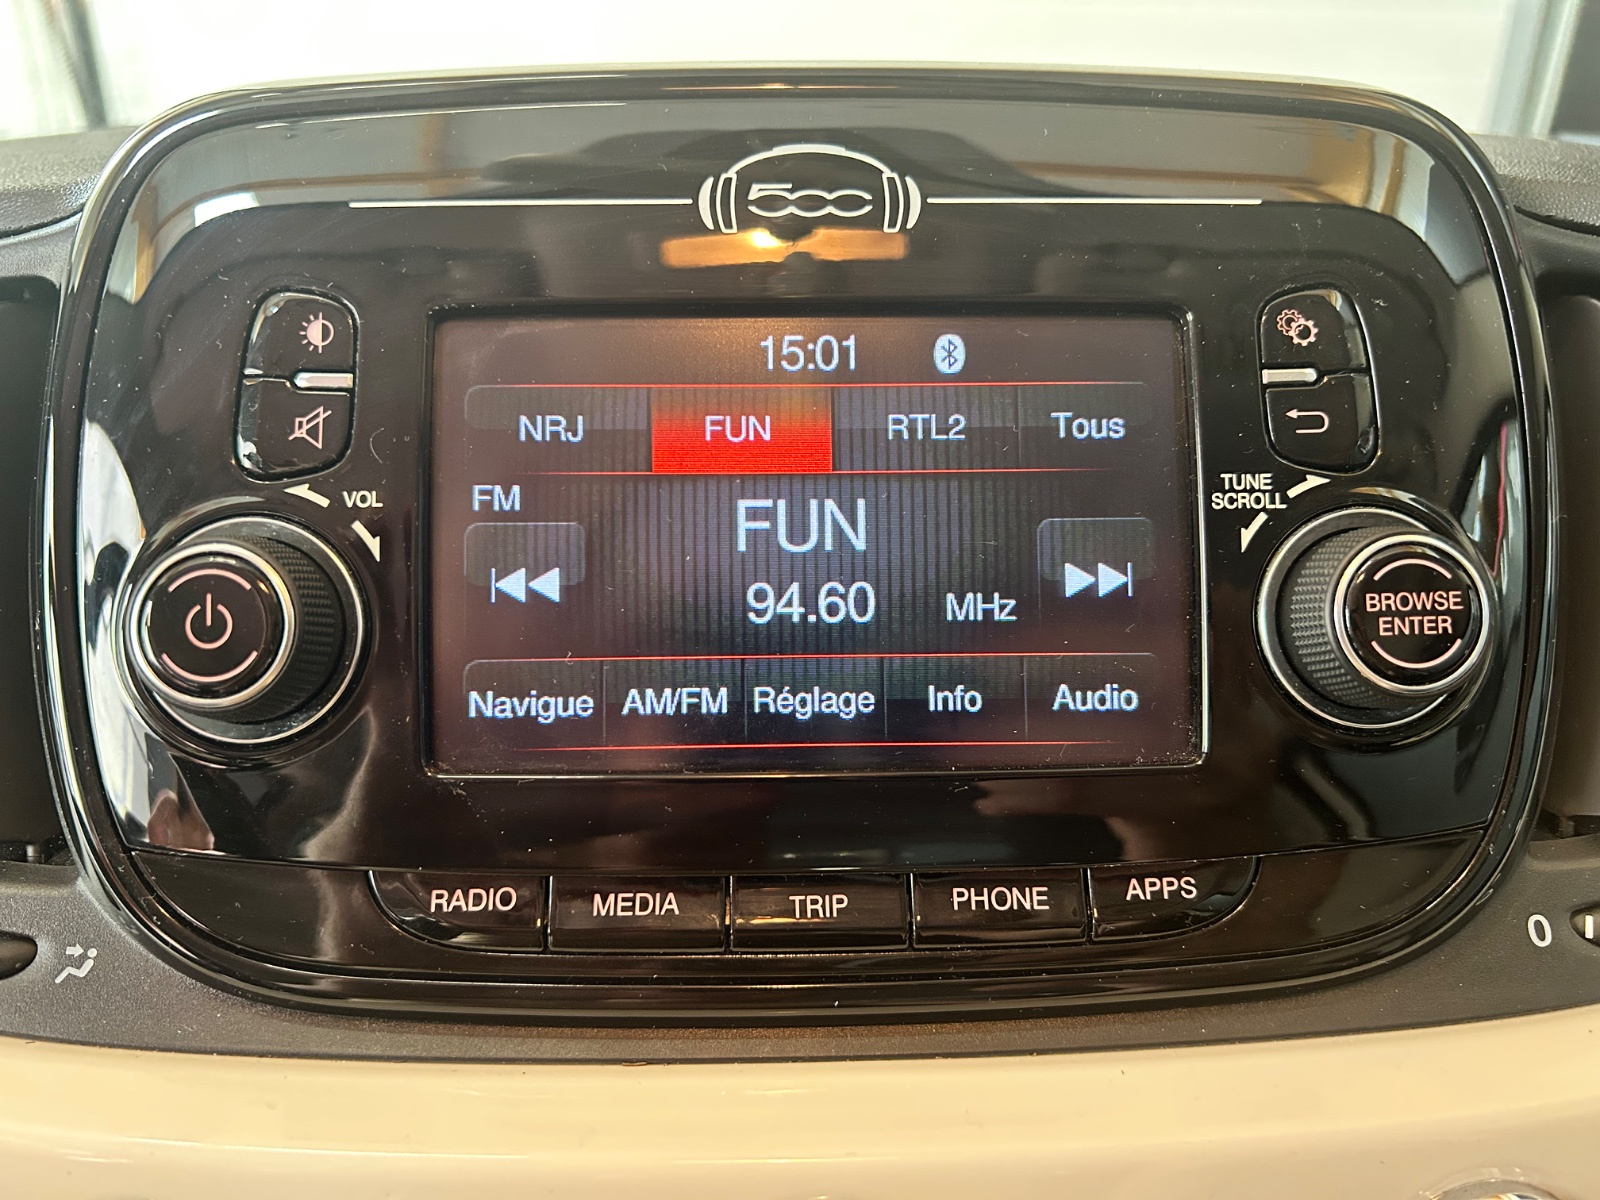 500
15:01
NRJ FUN RTL2 Tous
VOL
FM
FUN
94.60 MHz
TUNE
SCROLL
BROWSE
ENTER
Navigue AM/FM Réglage Info Audio
RADIO MEDIA TRIP PHONE APPS
0